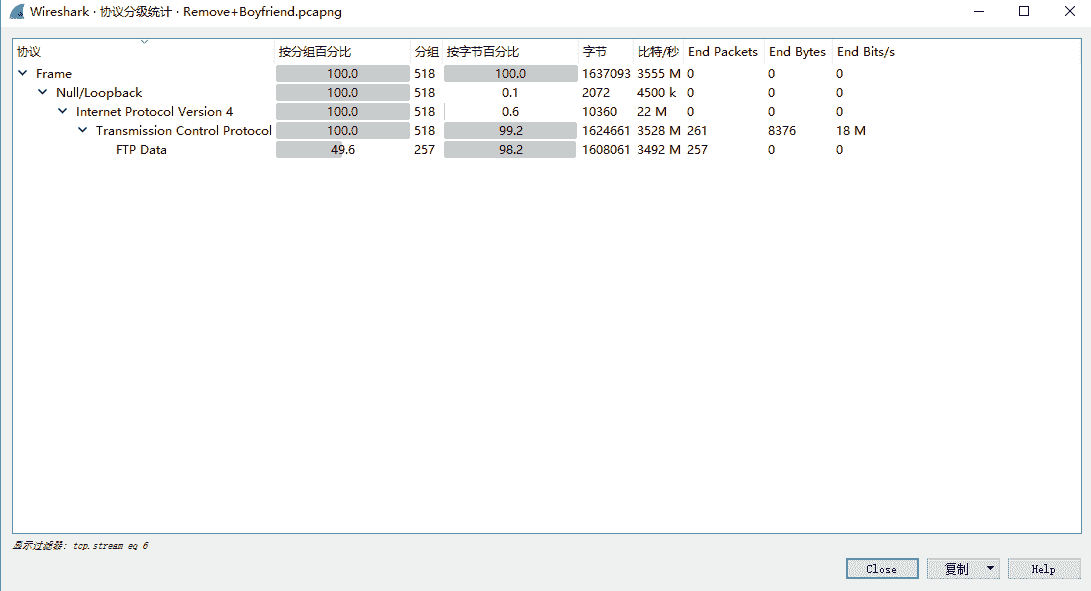 Wireshark · 协议分级统计 · Remove+Boyfriend.pcapng
协议 按分组百分比 分组 按字节百分比 字节 比特/秒 End Packets End Bytes End Bits/s
Frame 100.0 518 100.0 1637093 3555 M 0 0 0
Null/Loopback 100.0 518 0.1 2072 4500 k 0 0 0
Internet Protocol Version 4 100.0 518 0.6 10360 22 M 0 0 0
Transmission Control Protocol 100.0 518 99.2 1624661 3528 M 261 8376 18 M
FTP Data 49.6 257 98.2 1608061 3492 M 257 0 0
显示过滤器: tcp.stream eq 6
Close 复制 Help